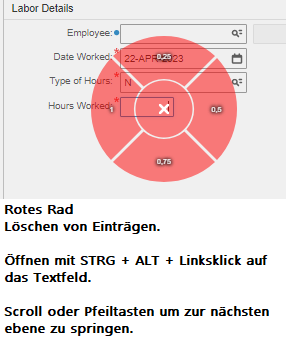 Labor Details
Employee:
Date Worked: 22-APR-2023
Type of Hours: N
Hours Worked:
0,25
0,5
0,75
Rotes Rad
Löschen von Einträgen.
Öffnen mit STRG + ALT + Linksklick auf
das Textfeld.
Scroll oder Pfeiltasten um zur nächsten
ebene zu springen.